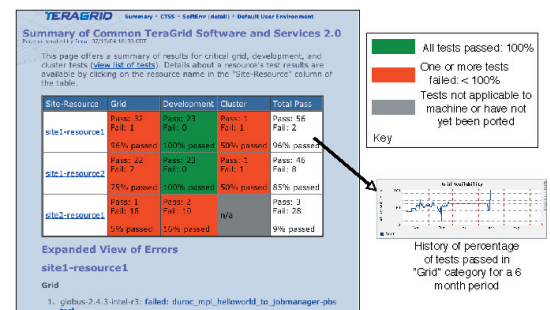 TERAGRID Summary • CTSS • SoftEnv (detail) • Default User Environment
Summary of Common TeraGrid Software and Services 2.0
This page offers a summary of results for critical grid, development, and
cluster tests (view list of tests). Details about a resource's test results are
available by clicking on the resource name in the "Site-Resource" column of
the table.
Site-Resource Grid Development Cluster Total Pass
site1-resource1
Pass: 32 Fail: 1 96% passed
Pass: 23 Fail: 0 100% passed
Pass: 1 Fail: 1 50% passed
Pass: 56 Fail: 2 96% passed
site1-resource2
Pass: 22 Fail: 7 75% passed
Pass: 23 Fail: 0 100% passed
Pass: 1 Fail: 1 50% passed
Pass: 46 Fail: 8 85% passed
site2-resource1
Pass: 1 Fail: 18 5% passed
Pass: 2 Fail: 10 16% passed
n/a
Pass: 3 Fail: 28 9% passed
Expanded View of Errors
site1-resource1
Grid
1. globus-2.4.3-intel-r3: failed: duroc_mpi_helloworld_to_jobmanager-pbs
All tests passed: 100%
One or more tests
failed: < 100%
Tests not applicable to
machine or have not
yet been ported
Key
Grid Availability
History of percentage
of tests passed in
"Grid" category for a 6
month period